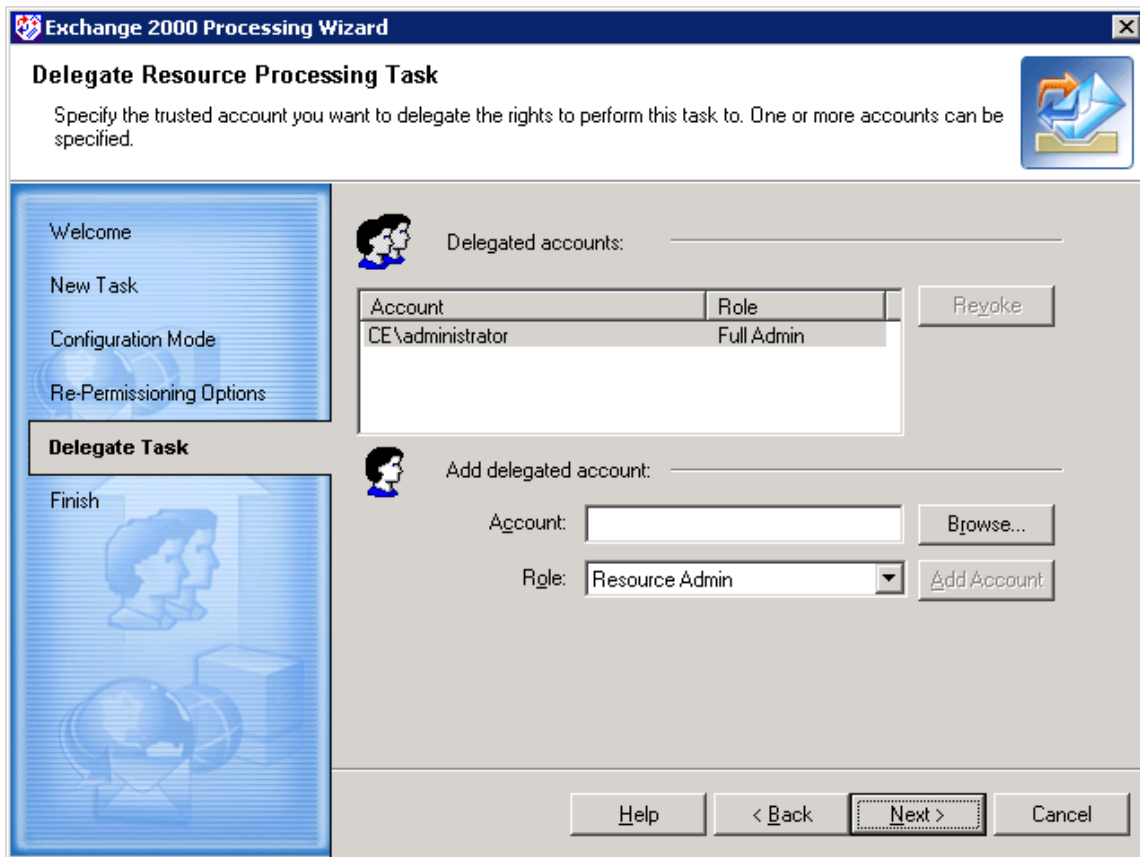 Exchange 2000 Processing Wizard
Delegate Resource Processing Task
Specify the trusted account you want to delegate the rights to perform this task to. One or more accounts can be
specified.
Welcome
New Task
Configuration Mode
Re-Permissioning Options
Delegate Task
Finish
Delegated accounts:
Account Role
CE\administrator Full Admin
Revoke
Add delegated account:
Account:
Browse...
Role: Resource Admin
Add Account
Help
< Back
Next >
Cancel